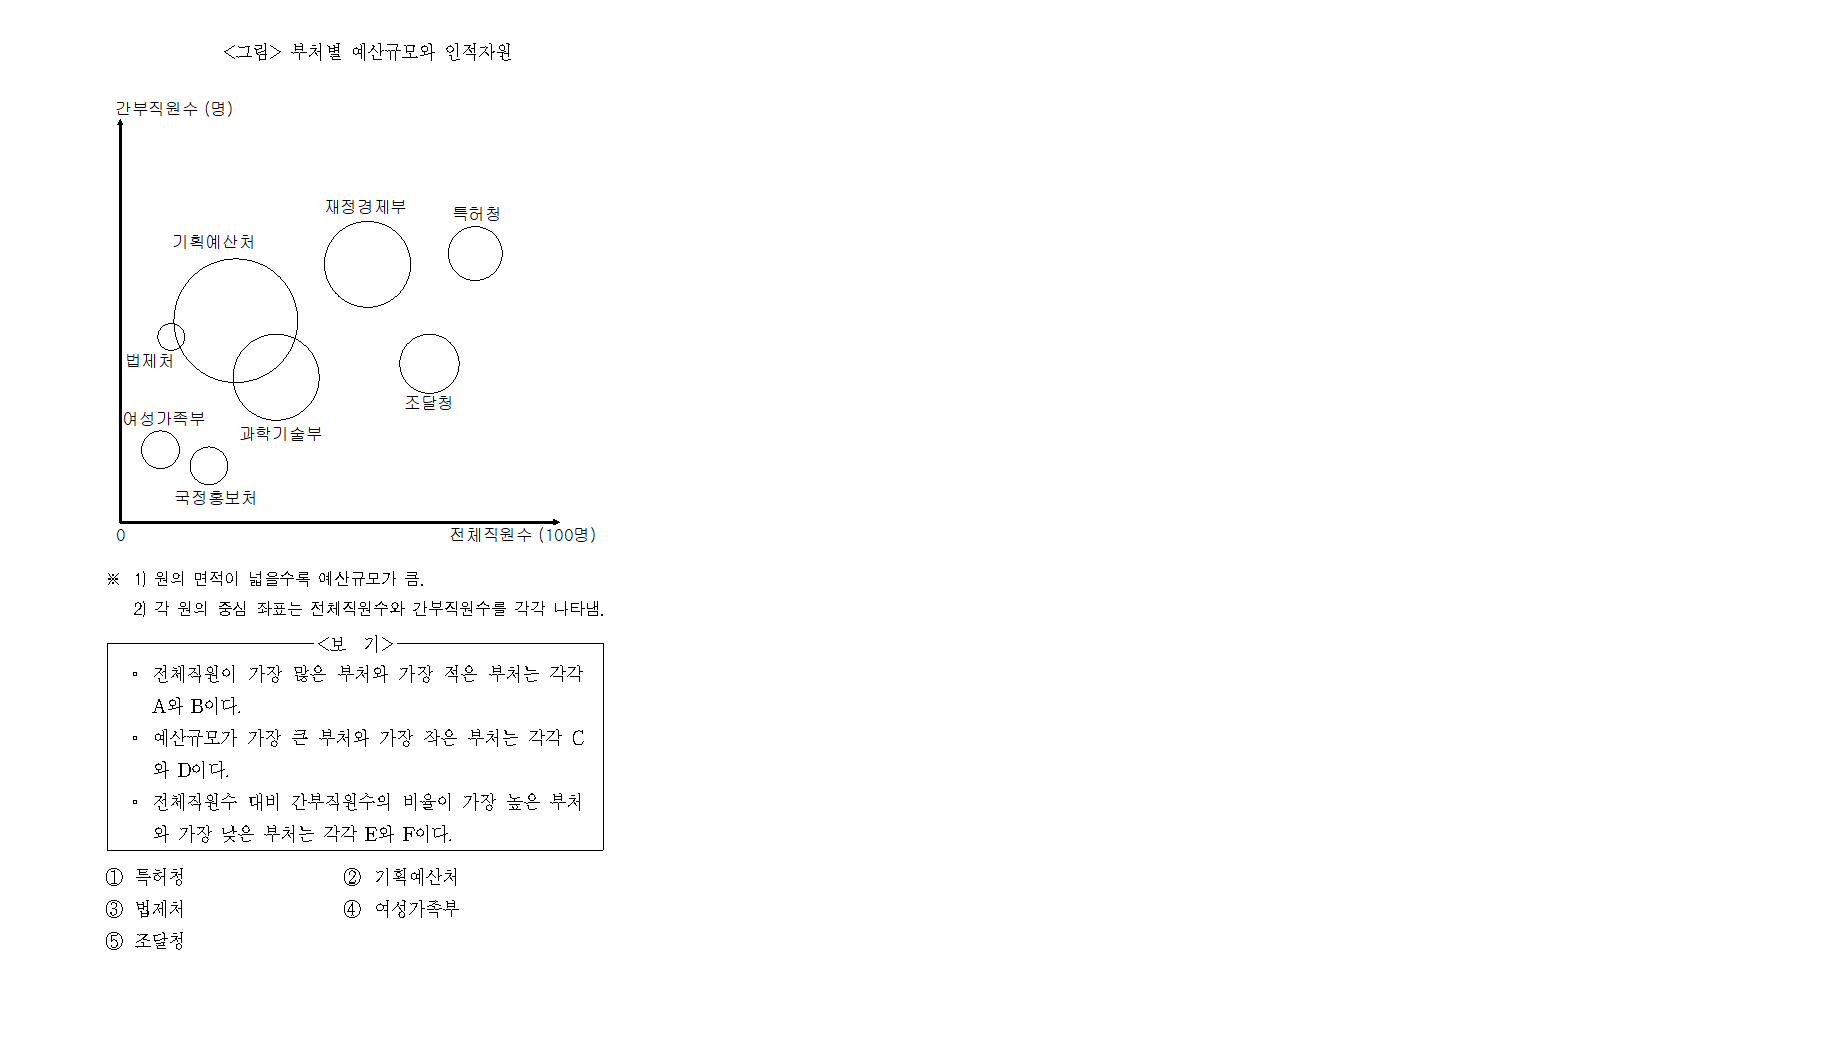 <그림> 부처별 예산규모와 인적자원
간부직원수 (명)
재정경제부
특허청
기획예산처
법제처
조달청
여성가족부
과학기술부
국정홍보처
0
전체직원수 (100명)
※ 1) 원의 면적이 넓을수록 예산규모가 큼.
2) 각 원의 중심 좌표는 전체직원수와 간부직원수를 각각 나타냄.
<보 기>
▫ 전체직원이 가장 많은 부처와 가장 적은 부처는 각각
A와 B이다.
▫ 예산규모가 가장 큰 부처와 가장 작은 부처는 각각 C
와 D이다.
▫ 전체직원수 대비 간부직원수의 비율이 가장 높은 부처
와 가장 낮은 부처는 각각 E와 F이다.
① 특허청 ② 기획예산처
③ 법제처 ④ 여성가족부
⑤ 조달청